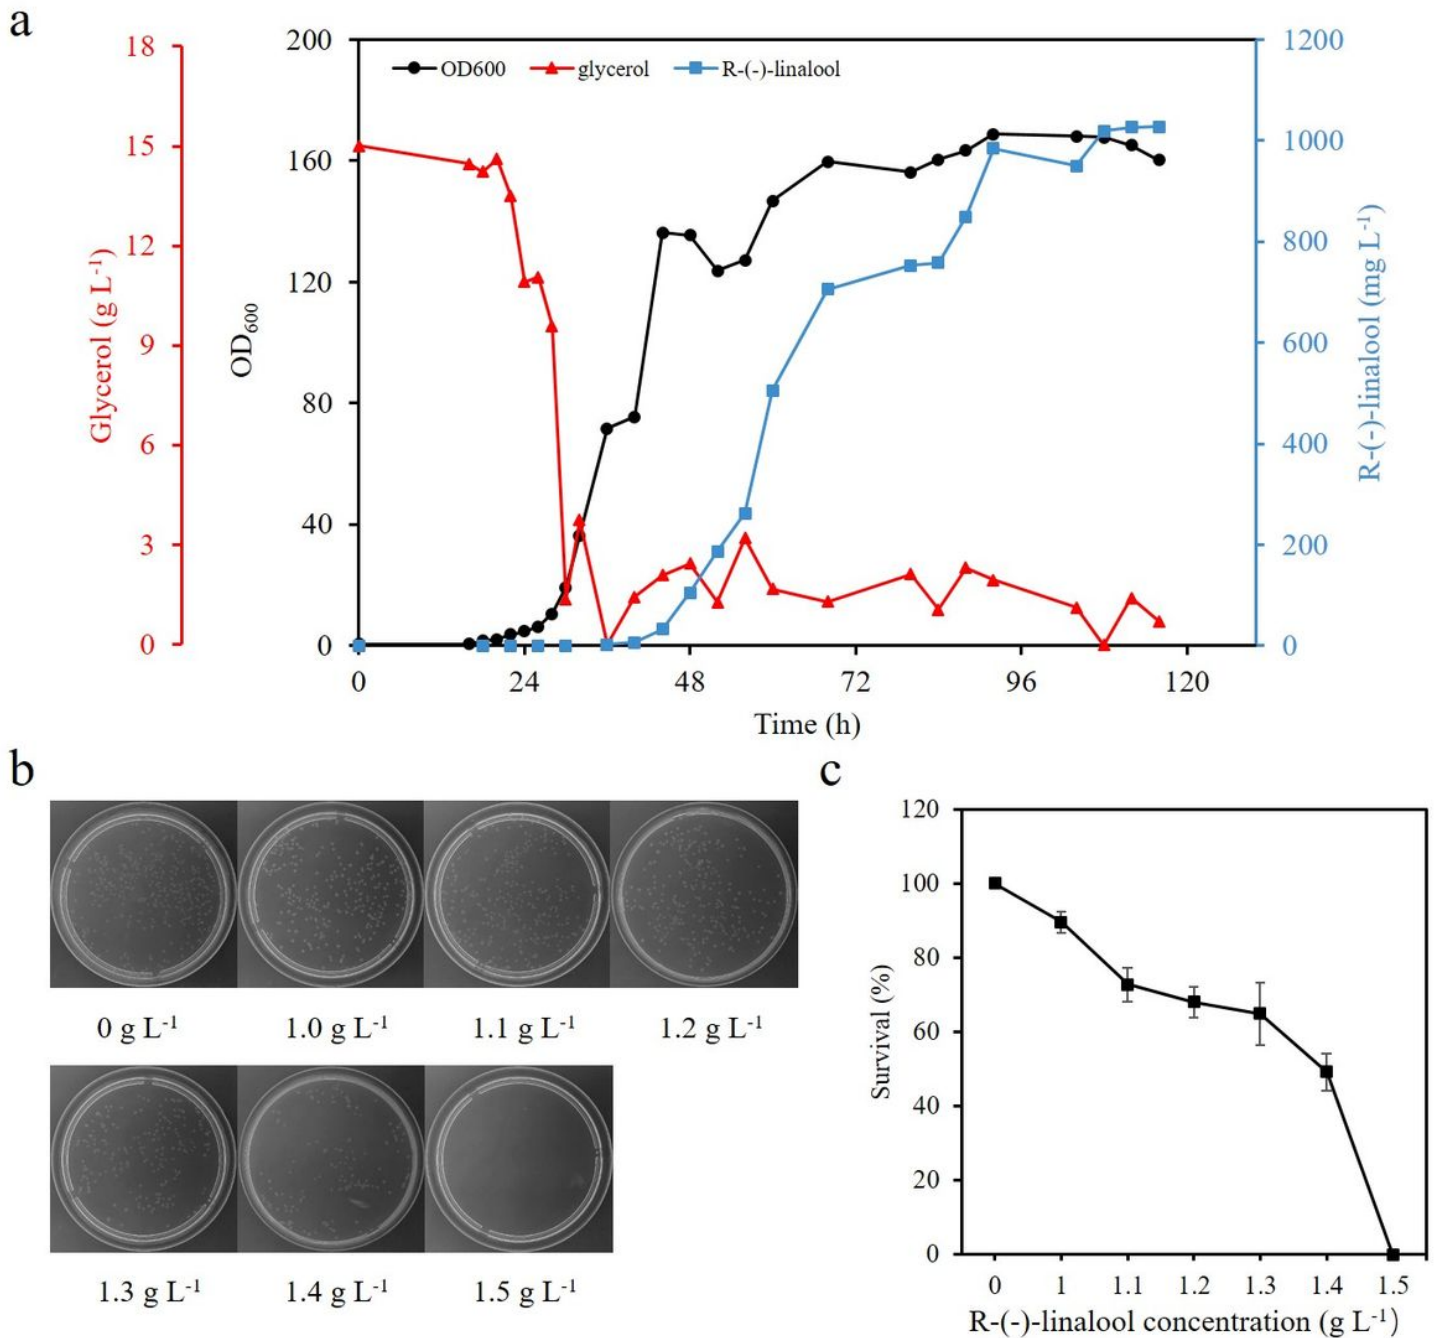 a
18
15
12
9
6
3
0
Glycerol (g L⁻¹)
200
160
120
80
40
0
OD₆₀₀
OD600 glycerol R-(-)-linalool
1200
1000
800
600
400
200
0
R-(-)-linalool (mg L⁻¹)
0 24 48 72 96 120
Time (h)
b
0 g L⁻¹ 1.0 g L⁻¹ 1.1 g L⁻¹ 1.2 g L⁻¹
1.3 g L⁻¹ 1.4 g L⁻¹ 1.5 g L⁻¹
c
120
100
80
60
40
20
0
Survival (%)
0 1 1.1 1.2 1.3 1.4 1.5
R-(-)-linalool concentration (g L⁻¹)